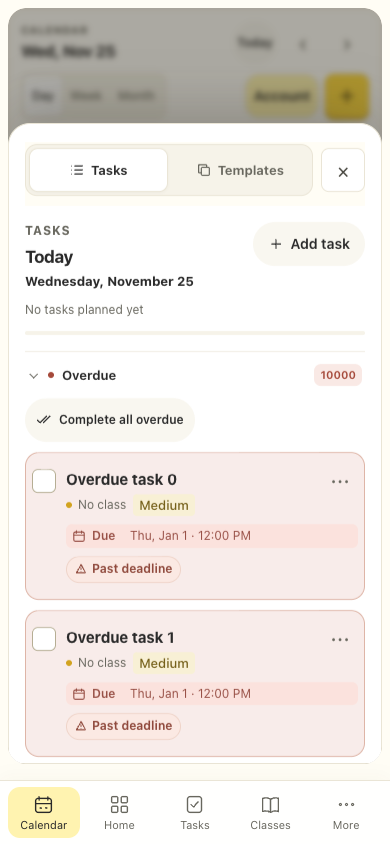 CALENDAR
Wed, Nov 25
Today
Day Week Month
Account
Tasks
Templates
TASKS
Today
Add task
Wednesday, November 25
No tasks planned yet
Overdue
10000
Complete all overdue
Overdue task 0
No class Medium
Due Thu, Jan 1 · 12:00 PM
Past deadline
Overdue task 1
No class Medium
Due Thu, Jan 1 · 12:00 PM
Past deadline
Calendar Home Tasks Classes More